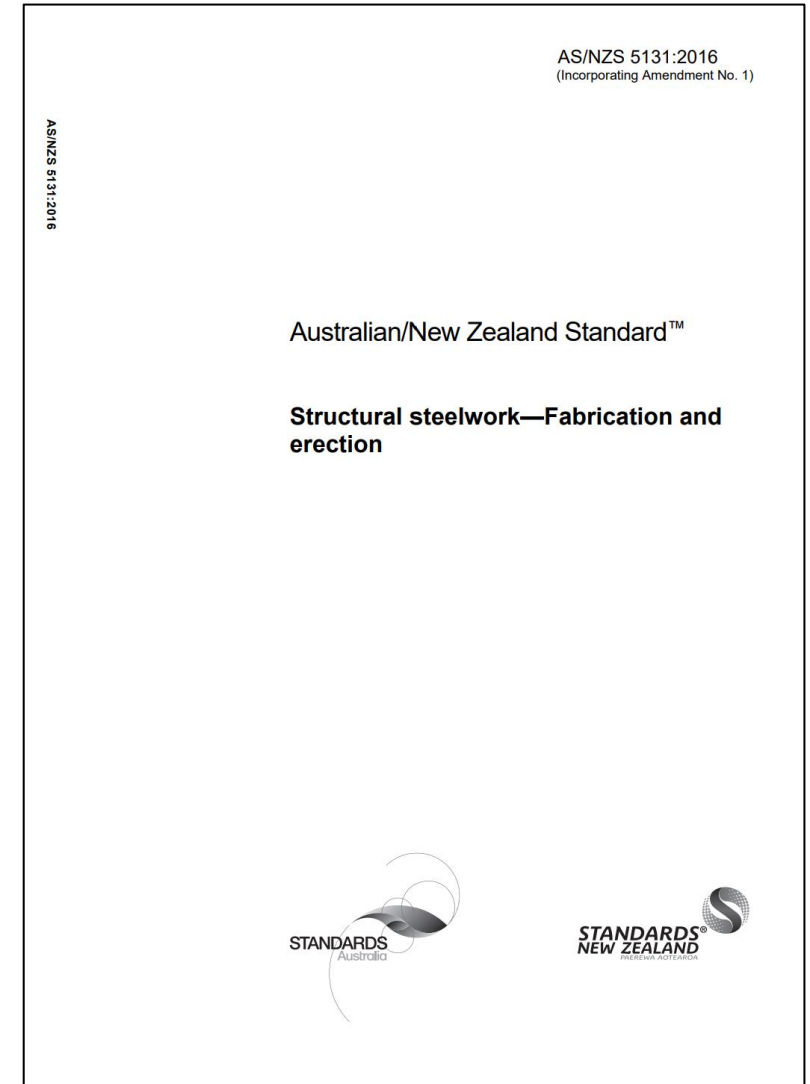 AS/NZS 5131:2016
(Incorporating Amendment No. 1)
AS/NZS 5131:2016
Australian/New Zealand Standard™
Structural steelwork—Fabrication and
erection
STANDARDS
Australia
STANDARDS®
NEW ZEALAND
PAEREWA AOTEAROA